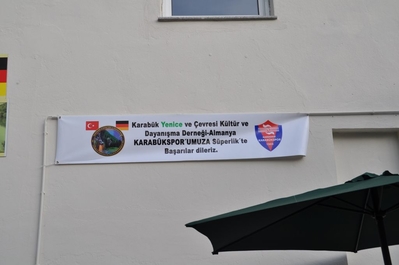 Karabük Yenice ve Çevresi Kültür ve
Dayanışma Derneği-Almanya
KARABÜKSPOR'UMUZA Süperlik'te
Başarılar dileriz.